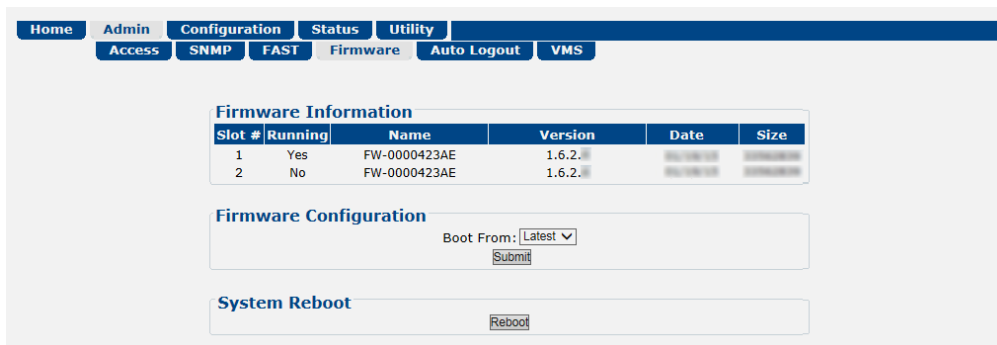 Home Admin Configuration Status Utility
Access SNMP FAST Firmware Auto Logout VMS
Firmware Information
Slot # Running Name Version Date Size
1 Yes FW-0000423AE 1.6.2.
2 No FW-0000423AE 1.6.2.
Firmware Configuration
Boot From: Latest
Submit
System Reboot
Reboot